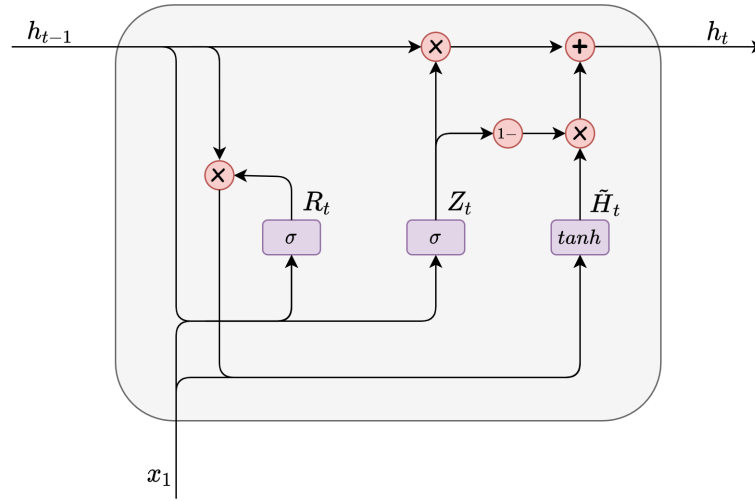 h_{t-1}
h_t
×
+
1−
×
×
R_t
Z_t
H̃_t
σ
σ
tanh
x_1